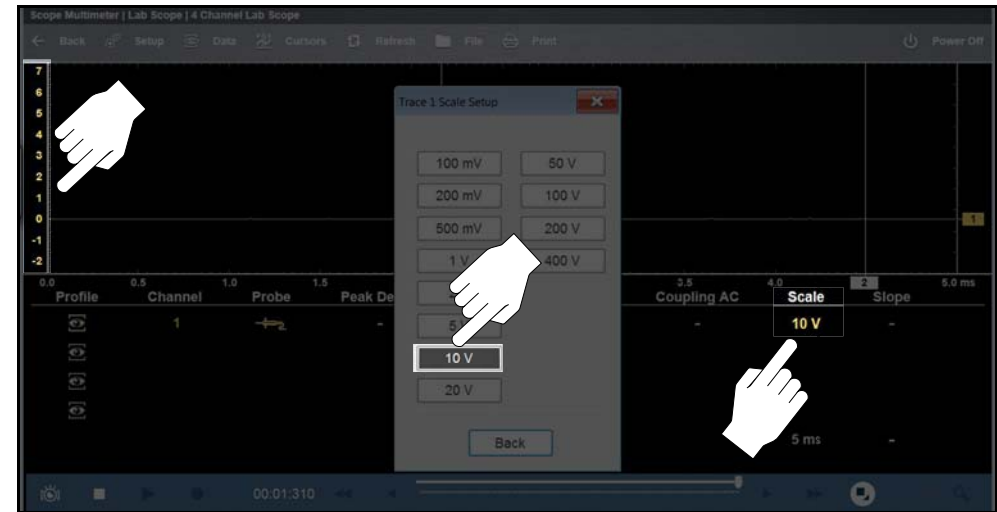 Scope Multimeter | Lab Scope | 4 Channel Lab Scope
Back Setup Data Cursors Refresh File Print Power Off
7
6
5
4
3
2
1
0
-1
-2
1
Trace 1 Scale Setup
100 mV 50 V
200 mV 100 V
500 mV 200 V
1 V 400 V
5
10 V
20 V
Back
0.0 0.5 1.0 1.5 3.5 4.0 2 5.0 ms
Profile Channel Probe Peak De Coupling AC Scale Slope
1 - - 10 V -
5 ms -
00:01:310